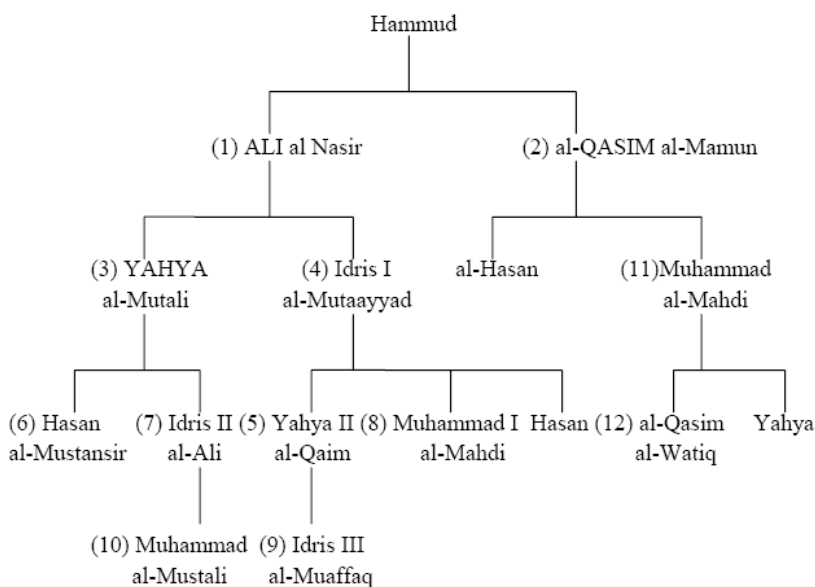 Hammud
(1) ALI al Nasir (2) al-QASIM al-Mamun
(3) YAHYA (4) Idris I al-Hasan (11)Muhammad
al-Mutali al-Mutaayyad al-Mahdi
(6) Hasan (7) Idris II (5) Yahya II (8) Muhammad I Hasan (12) al-Qasim Yahya
al-Mustansir al-Ali al-Qaim al-Mahdi al-Watiq
(10) Muhammad (9) Idris III
al-Mustali al-Muaffaq